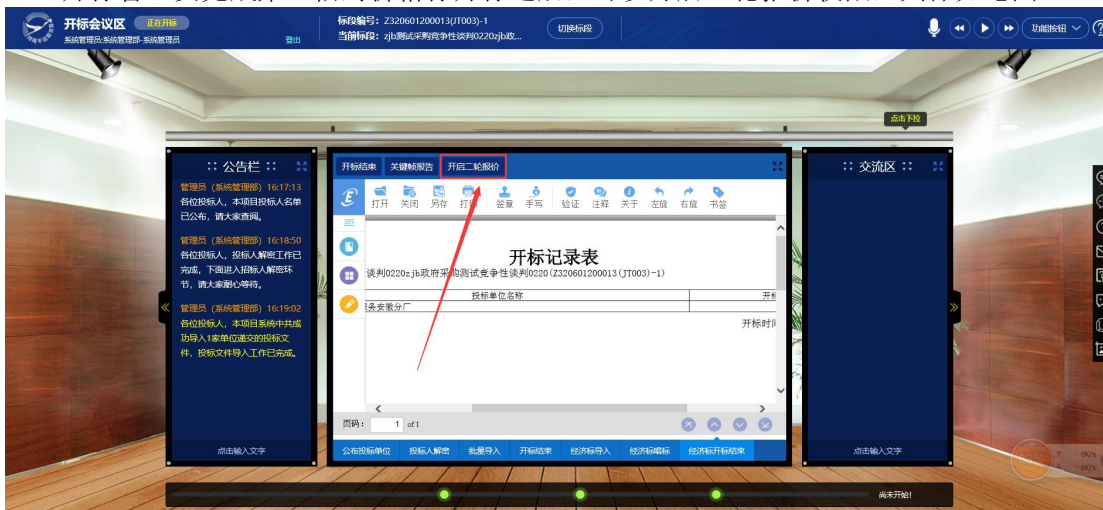 开标会议区 正在开标
系统管理员·系统管理部-系统管理员 登出
标段编号：Z320601200013(JT003)-1
当前标段：zjb测试采购竞争性谈判0220zjb政...
切换标段
功能按钮
点击下拉
:: 公告栏 ::
管理员（系统管理部）16:17:13
各位投标人，本项目投标人名单
已公布，请大家查阅。
管理员（系统管理部）16:18:50
各位投标人，投标人解密工作已
完成，下面进入招标人解密环
节，请大家耐心等待。
管理员（系统管理部）16:19:02
各位投标人，本项目系统中共成
功导入1家单位递交的投标文
件，投标文件导入工作已完成。
点击输入文字
开标结束 关键帧报告 开启二轮报价
打开 关闭 另存 打印 签章 手写 验证 注释 关于 左旋 右旋 书签
开标记录表
谈判0220zjb政府采购测试竞争性谈判0220(Z320601200013(JT003)-1)
投标单位名称 开标
务安徽分厂
开标时间
页码： 1 of1
公布投标单位 投标人解密 批量导入 开标结束 经济标导入 经济标唱标 经济标开标结束
:: 交流区 ::
点击输入文字
0K/s
0K/s
尚未开始!